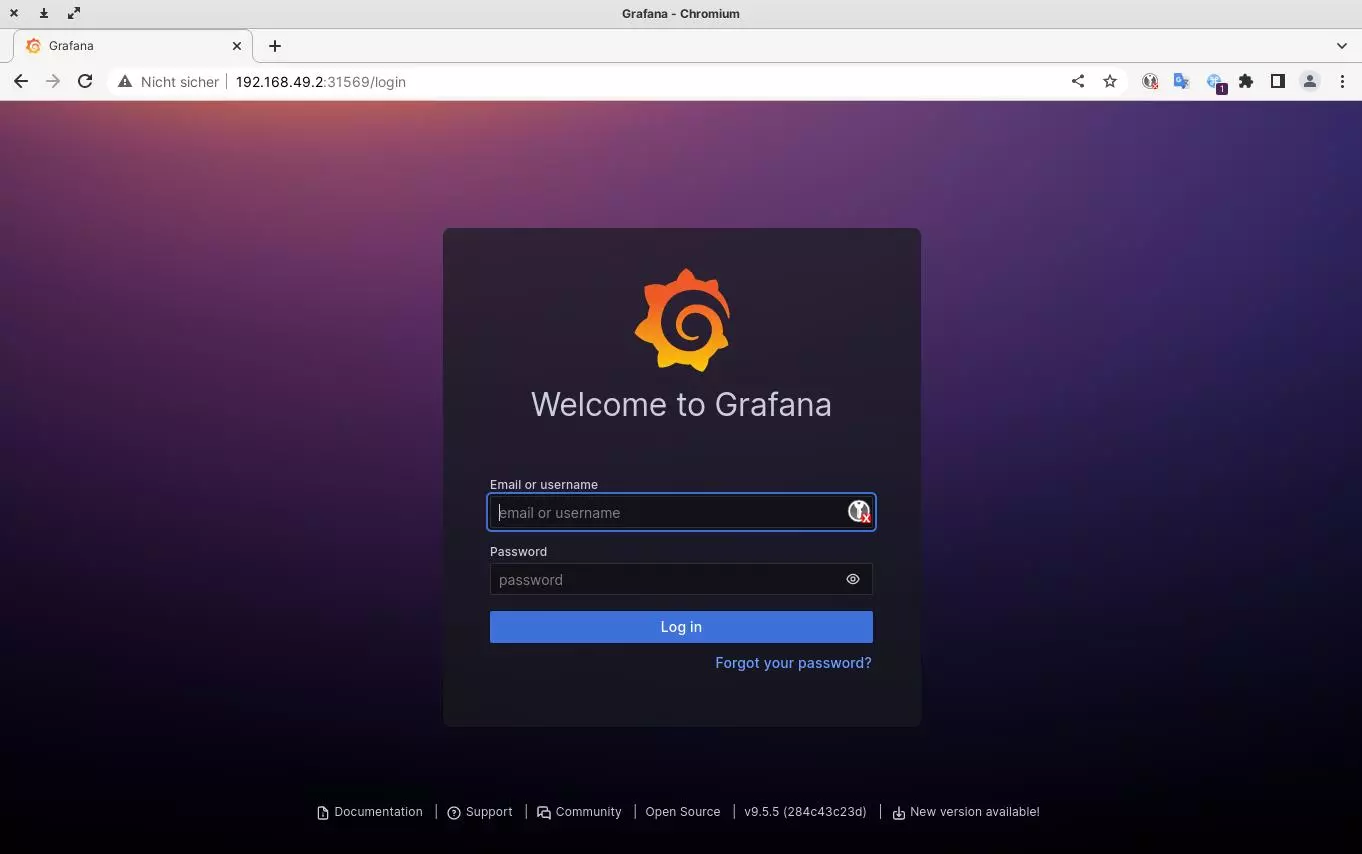 Grafana - Chromium
Grafana
Nicht sicher 192.168.49.2:31569/login
1
Welcome to Grafana
Email or username
email or username
Password
password
Log in
Forgot your password?
Documentation | Support | Community | Open Source | v9.5.5 (284c43c23d) | New version available!